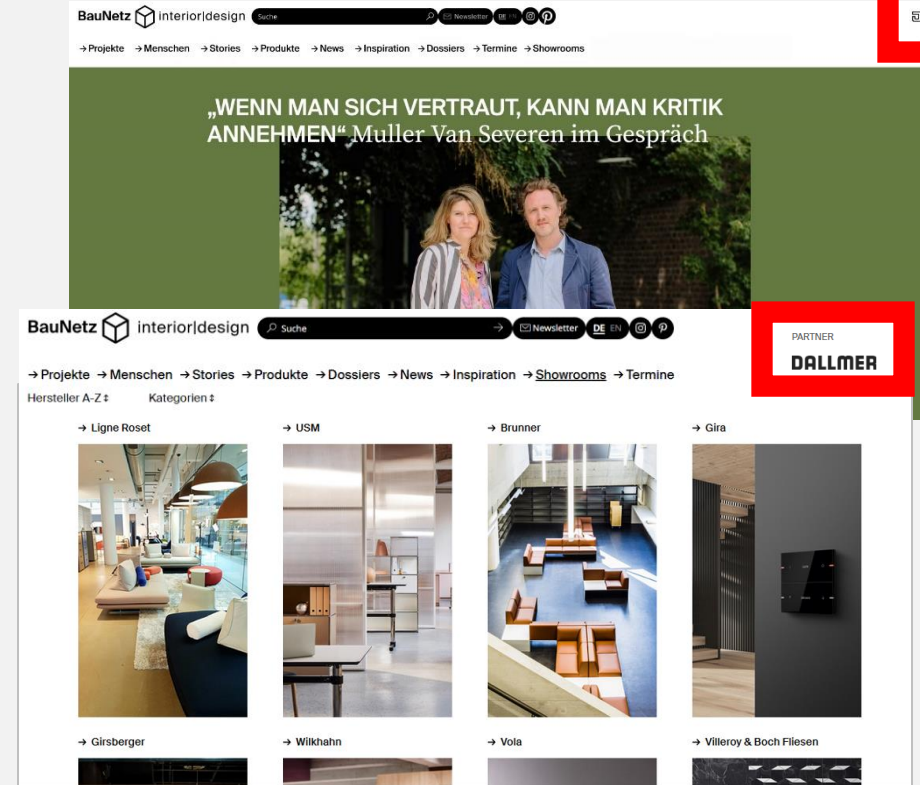 BauNetz interior|design Suche Newsletter DE EN
→ Projekte → Menschen → Stories → Produkte → News → Inspiration → Dossiers → Termine → Showrooms
„WENN MAN SICH VERTRAUT, KANN MAN KRITIK
ANNEHMEN“ Muller Van Severen im Gespräch
BauNetz interior|design Suche → Newsletter DE EN
PARTNER
DALLMER
→ Projekte → Menschen → Stories → Produkte → Dossiers → News → Inspiration → Showrooms → Termine
Hersteller A-Z Kategorien
→ Ligne Roset → USM → Brunner → Gira
→ Girsberger → Wilkhahn → Vola → Villeroy & Boch Fliesen